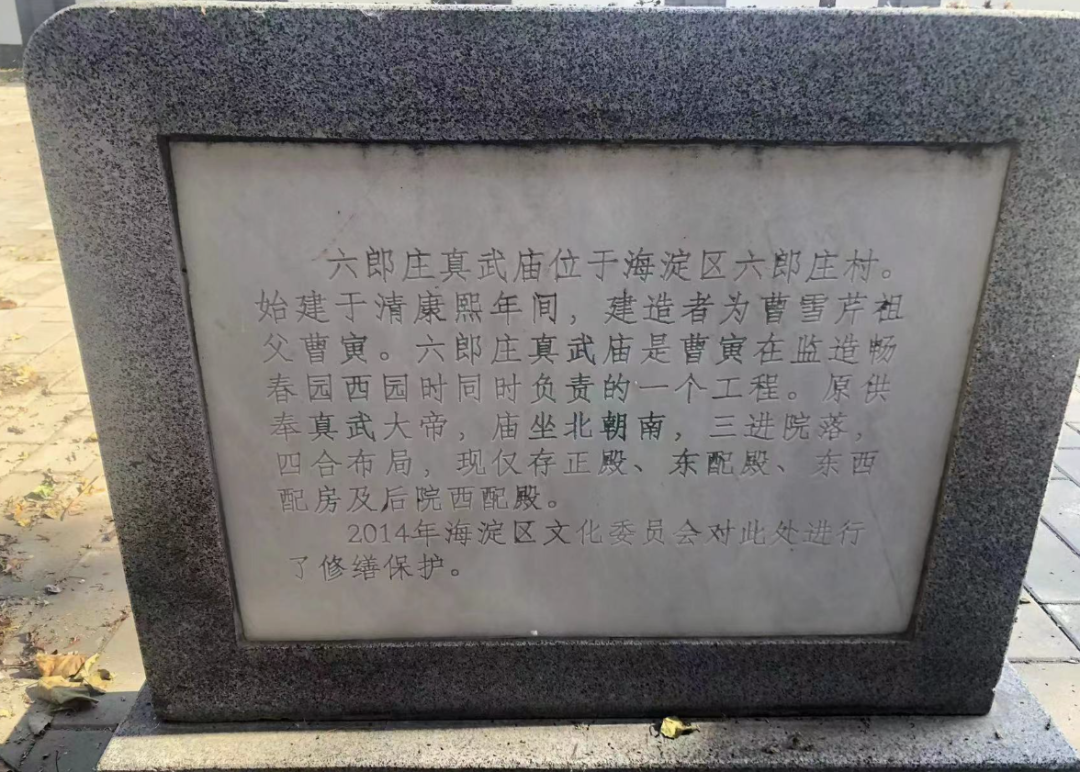 六郎庄真武庙位于海淀区六郎庄村。
始建于清康熙年间，建造者为曹雪芹祖
父曹寅。六郎庄真武庙是曹寅在监造畅
春园西园时同时负责的一个工程。原供
奉真武大帝，庙坐北朝南，三进院落，
四合布局，现仅存正殿、东配殿、东西
配房及后院西配殿。
2014年海淀区文化委员会对此处进行
了修缮保护。